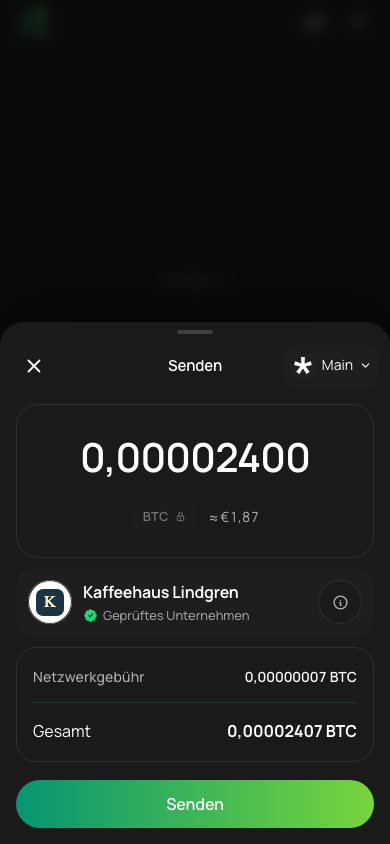 Senden
Main
0,00002400
BTC ≈ €1,87
K
Kaffeehaus Lindgren
Geprüftes Unternehmen
Netzwerkgebühr 0,00000007 BTC
Gesamt 0,00002407 BTC
Senden